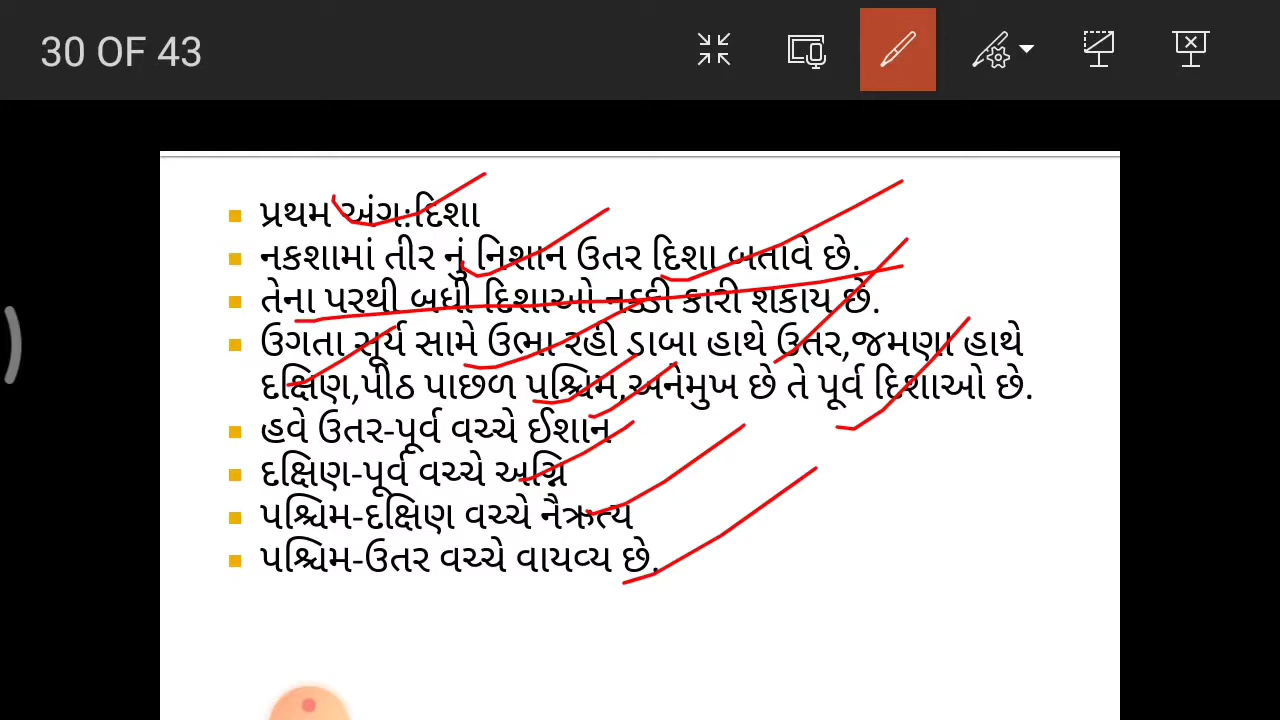 30 OF 43
પ્રથમ અંગ:દિશા
નકશામાં તીર નું નિશાન ઉતર દિશા બતાવે છે.
તેના પરથી બધી દિશાઓ નક્કી કારી શકાય છે.
ઉગતા સૂર્ય સામે ઉભા રહી ડાબા હાથે ઉતર,જમણા હાથે
દક્ષિણ,પીઠ પાછળ પશ્ચિમ,અનેમુખ છે તે પૂર્વ દિશાઓ છે.
હવે ઉતર-પૂર્વ વચ્ચે ઈશાન
દક્ષિણ-પૂર્વ વચ્ચે અગ્નિ
પશ્ચિમ-દક્ષિણ વચ્ચે નૈઋત્ય
પશ્ચિમ-ઉતર વચ્ચે વાયવ્ય છે.